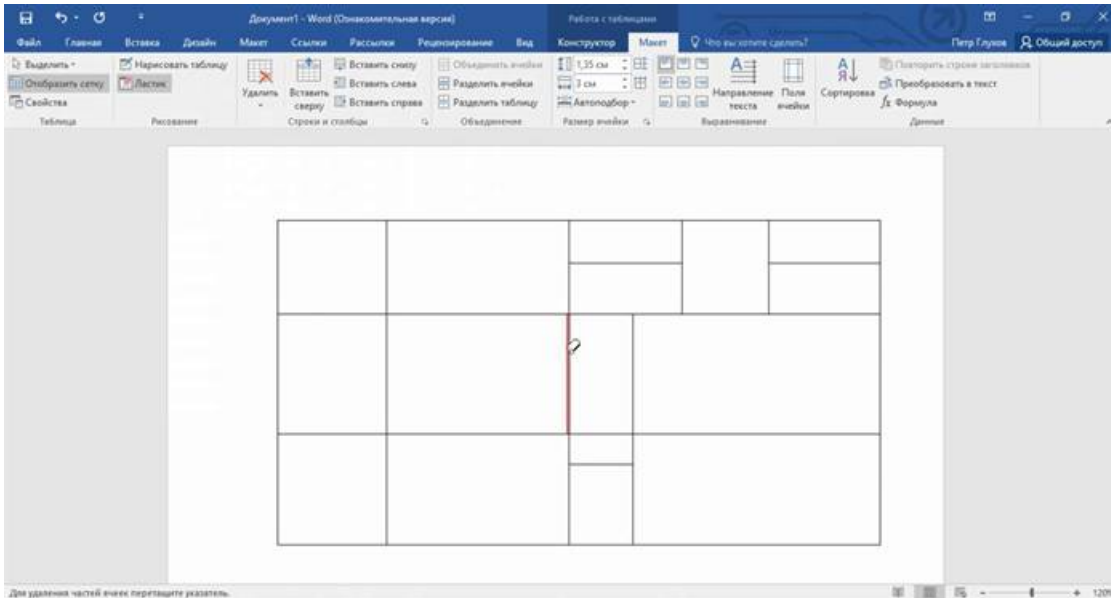 Документ1 - Word (Ознакомительная версия)
Работа с таблицами
Файл Главная Вставка Дизайн Макет Ссылки Рассылки Рецензирование Вид Конструктор Макет Что вы хотите сделать? Петр Глухов Общий доступ
Выделить
Отобразить сетку
Свойства
Таблица
Нарисовать таблицу
Ластик
Рисование
Удалить
Вставить сверху
Вставить снизу
Вставить слева
Вставить справа
Строки и столбцы
Объединить ячейки
Разделить ячейки
Разделить таблицу
Объединение
1,35 см
3 см
Автоподбор
Размер ячейки
Направление текста
Поля ячейки
Выравнивание
Сортировка
Повторить строки заголовков
Преобразовать в текст
Формула
Данные
Для удаления частей ячеек перетащите указатель.
120%